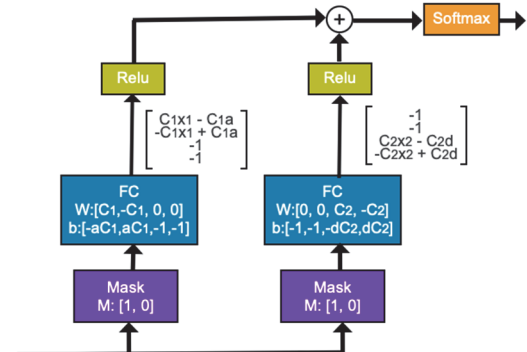 +
Softmax
Relu
Relu
C1x1 - C1a
-C1x1 + C1a
-1
-1
-1
-1
C2x2 - C2d
-C2x2 + C2d
FC
W:[C1,-C1, 0, 0]
b:[-aC1,aC1,-1,-1]
FC
W:[0, 0, C2, -C2]
b:[-1,-1,-dC2,dC2]
Mask
M: [1, 0]
Mask
M: [1, 0]